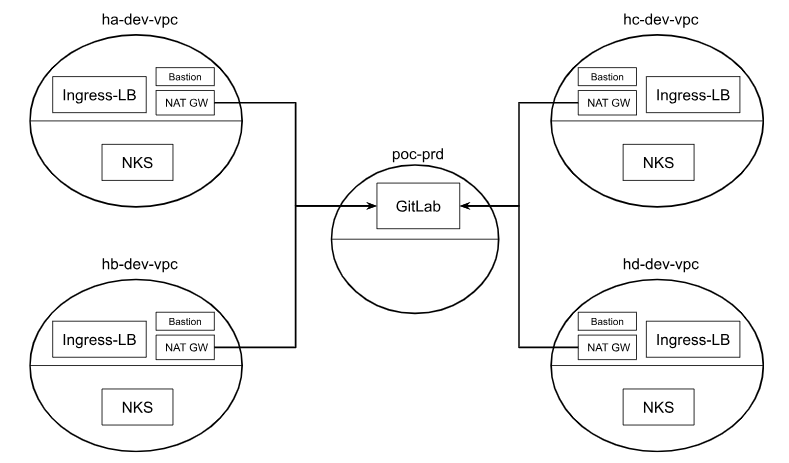 ha-dev-vpc
Ingress-LB
Bastion
NAT GW
NKS
hb-dev-vpc
Ingress-LB
Bastion
NAT GW
NKS
poc-prd
GitLab
hc-dev-vpc
Bastion
NAT GW
Ingress-LB
NKS
hd-dev-vpc
Bastion
NAT GW
Ingress-LB
NKS